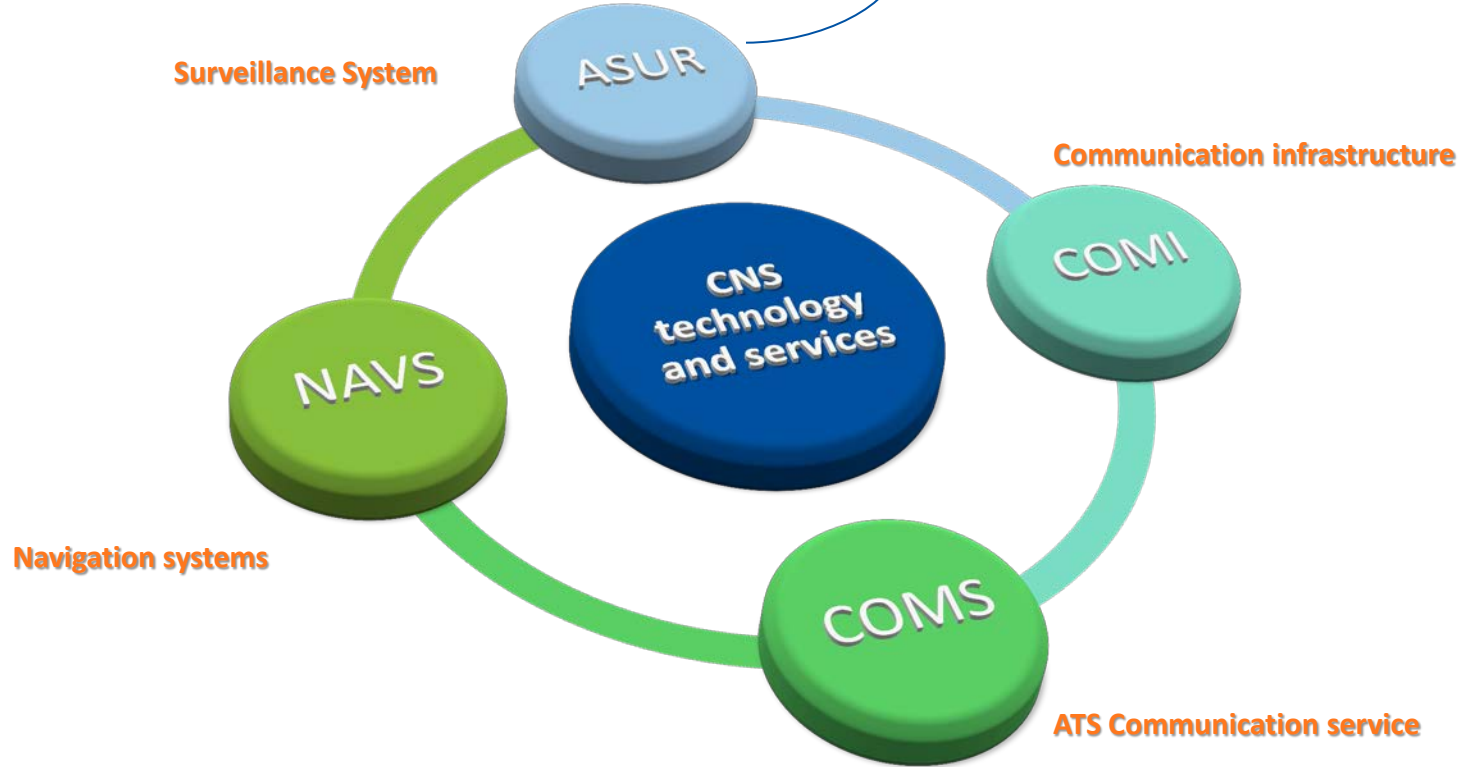 ASUR
Surveillance System
Communication infrastructure
COMI
CNS
technology
and services
NAVS
Navigation systems
COMS
ATS Communication service